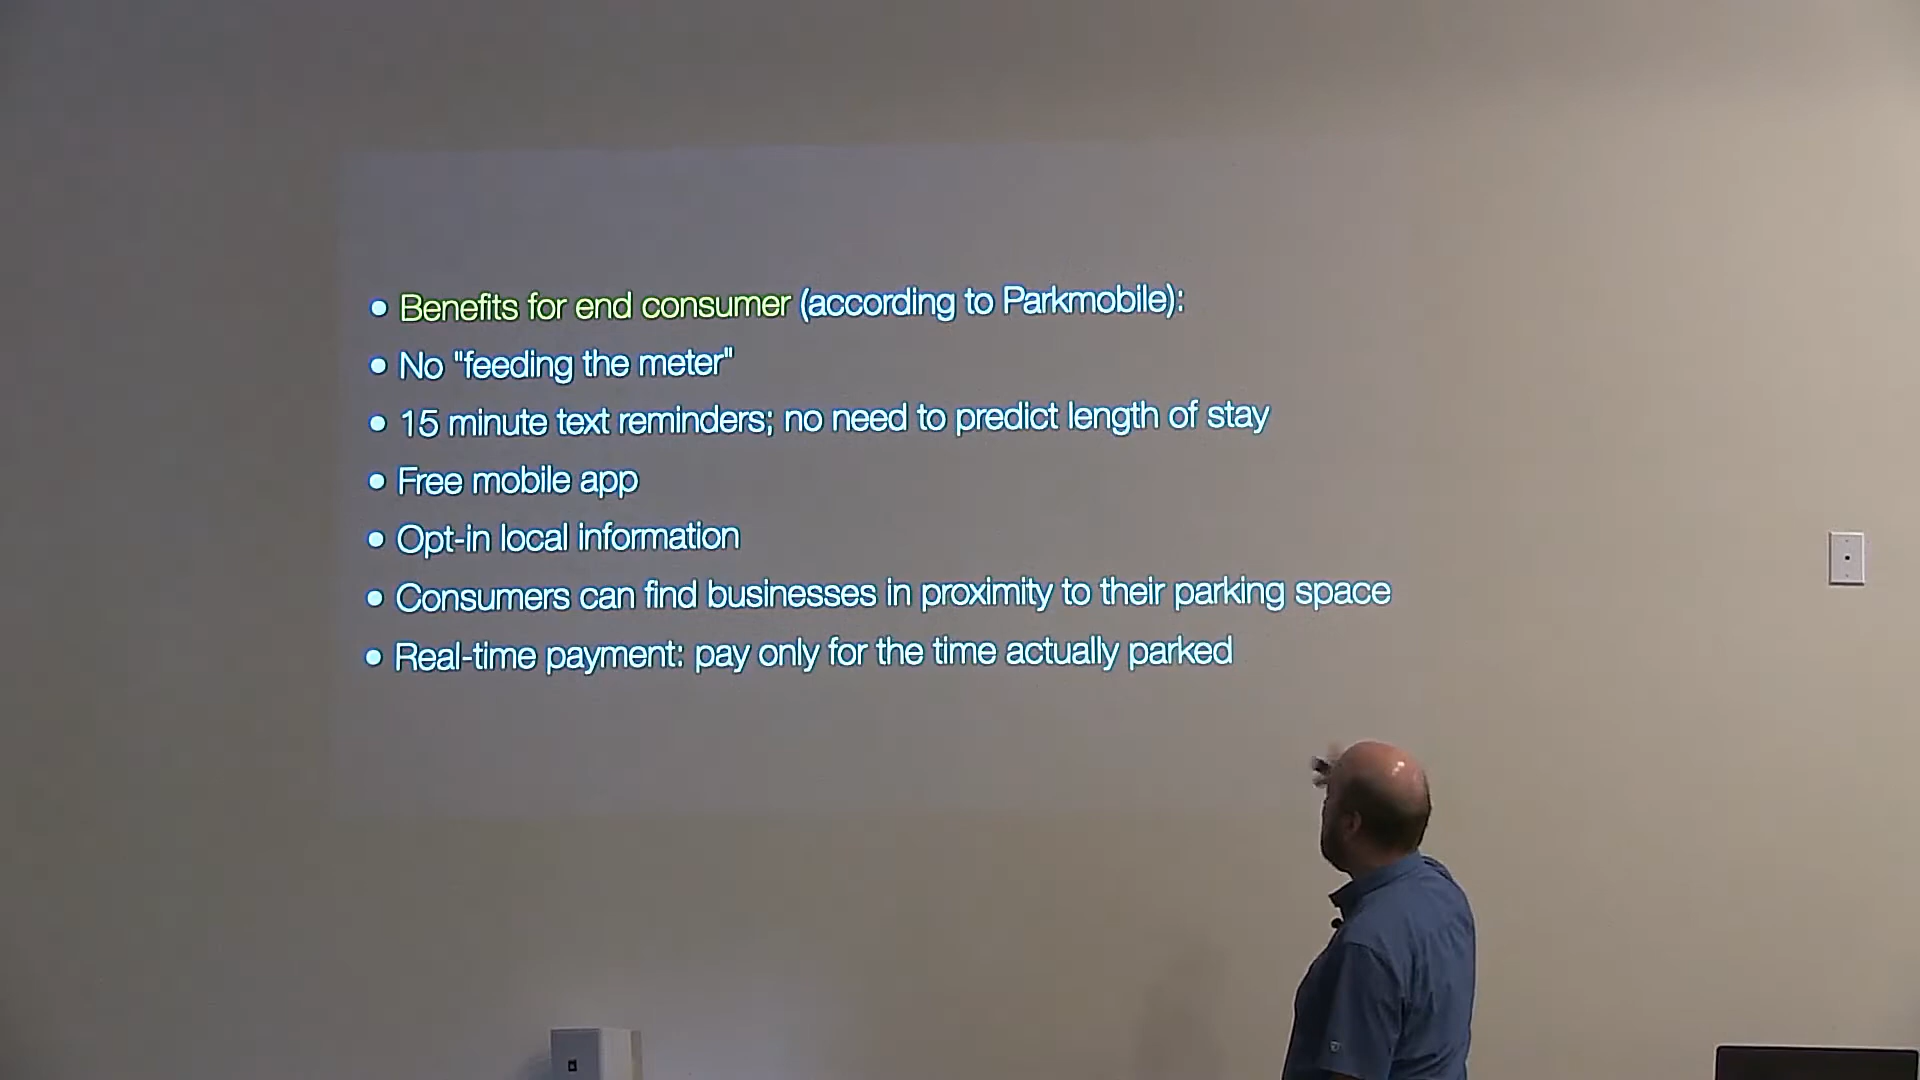 • Benefits for end consumer (according to Parkmobile):
• No "feeding the meter"
• 15 minute text reminders; no need to predict length of stay
• Free mobile app
• Opt-in local information
• Consumers can find businesses in proximity to their parking space
• Real-time payment: pay only for the time actually parked